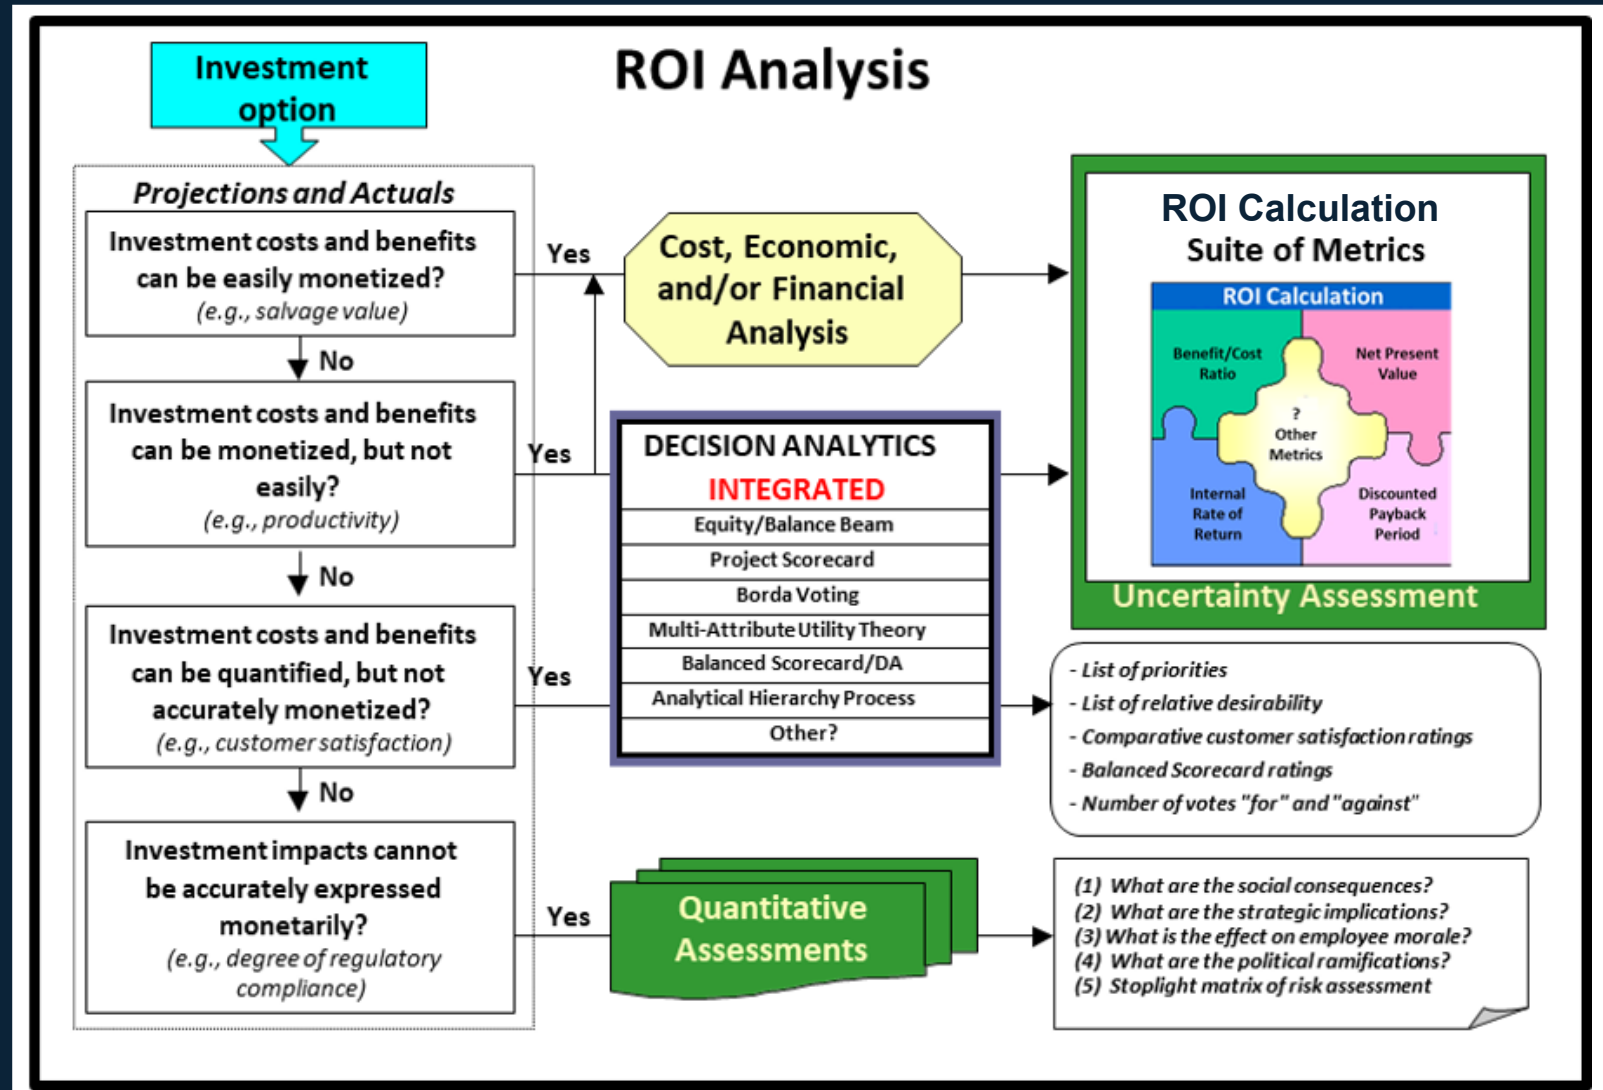 ROI Analysis
Investment
option
Projections and Actuals
Investment costs and benefits
can be easily monetized?
(e.g., salvage value)
Yes
No
Investment costs and benefits
can be monetized, but not
easily?
(e.g., productivity)
Yes
No
Investment costs and benefits
can be quantified, but not
accurately monetized?
(e.g., customer satisfaction)
Yes
No
Investment impacts cannot
be accurately expressed
monetarily?
(e.g., degree of regulatory
compliance)
Yes
Cost, Economic,
and/or Financial
Analysis
DECISION ANALYTICS
INTEGRATED
Equity/Balance Beam
Project Scorecard
Borda Voting
Multi-Attribute Utility Theory
Balanced Scorecard/DA
Analytical Hierarchy Process
Other?
Quantitative
Assessments
ROI Calculation
Suite of Metrics
ROI Calculation
Benefit/Cost
Ratio
Net Present
Value
?
Other
Metrics
Internal
Rate of
Return
Discounted
Payback
Period
Uncertainty Assessment
- List of priorities
- List of relative desirability
- Comparative customer satisfaction ratings
- Balanced Scorecard ratings
- Number of votes "for" and "against"
(1) What are the social consequences?
(2) What are the strategic implications?
(3) What is the effect on employee morale?
(4) What are the political ramifications?
(5) Stoplight matrix of risk assessment